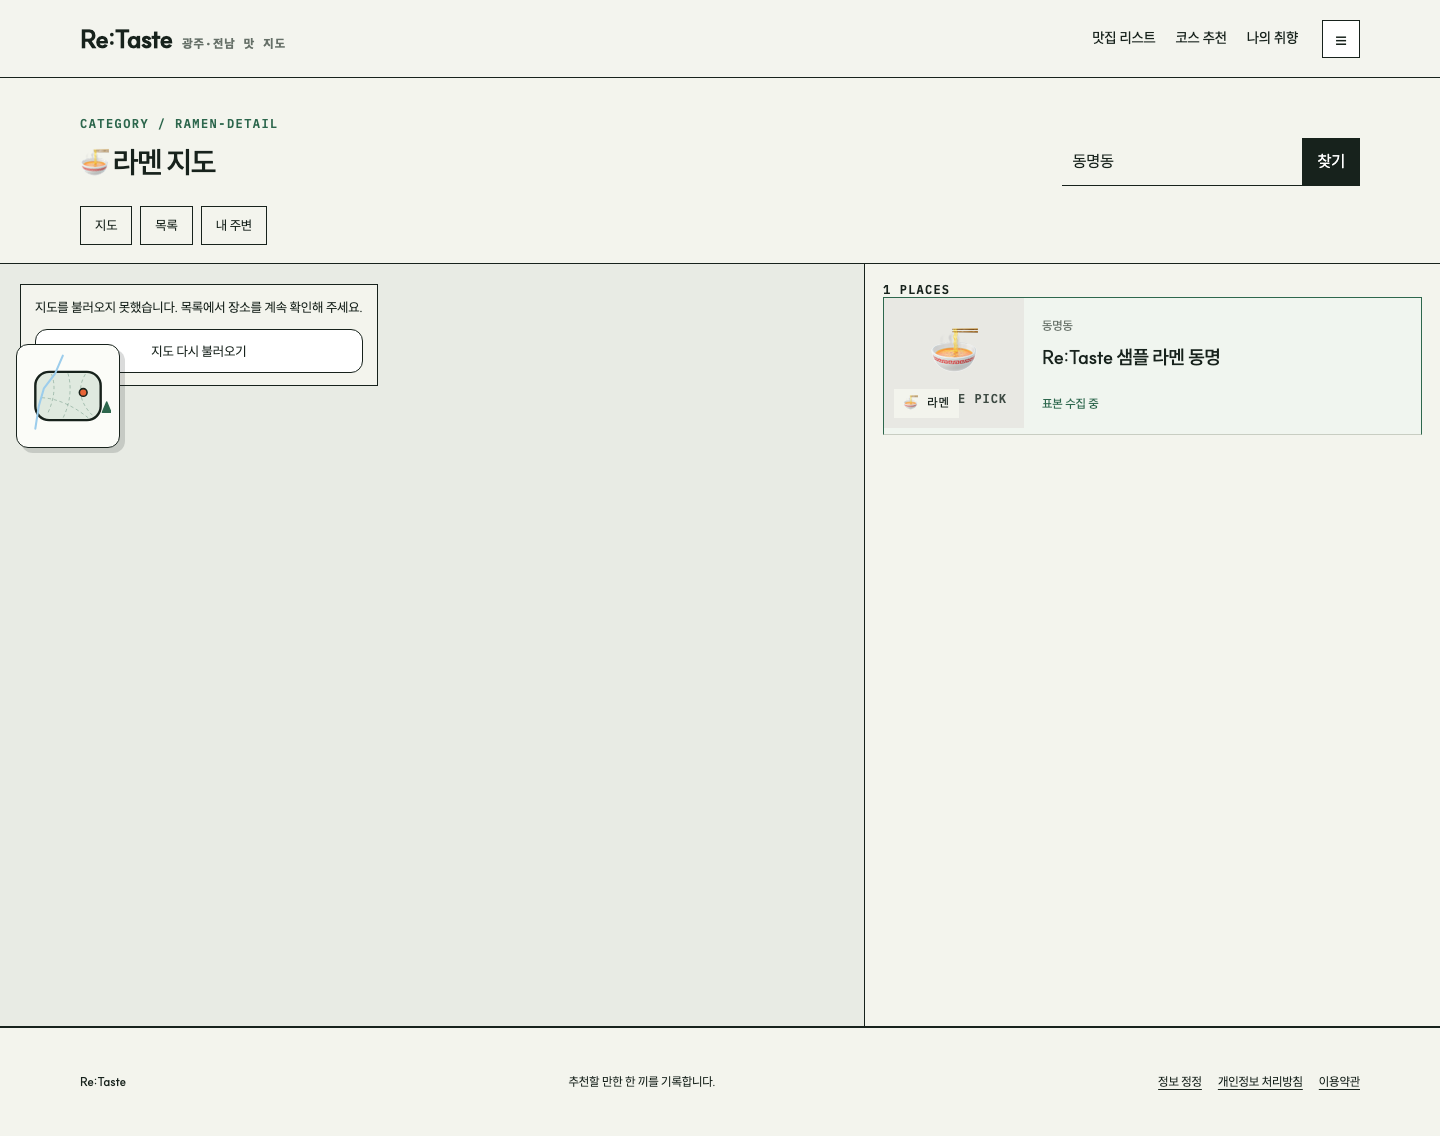 Re:Taste 광주·전남 맛 지도
맛집 리스트 코스 추천 나의 취향
CATEGORY / RAMEN-DETAIL
라멘 지도
동명동 찾기
지도 목록 내 주변
지도를 불러오지 못했습니다. 목록에서 장소를 계속 확인해 주세요.
지도 다시 불러오기
1 PLACES
동명동
Re:Taste 샘플 라멘 동명
라멘
PICK
표본 수집 중
Re:Taste
추천할 만한 한 끼를 기록합니다.
정보 정정 개인정보 처리방침 이용약관